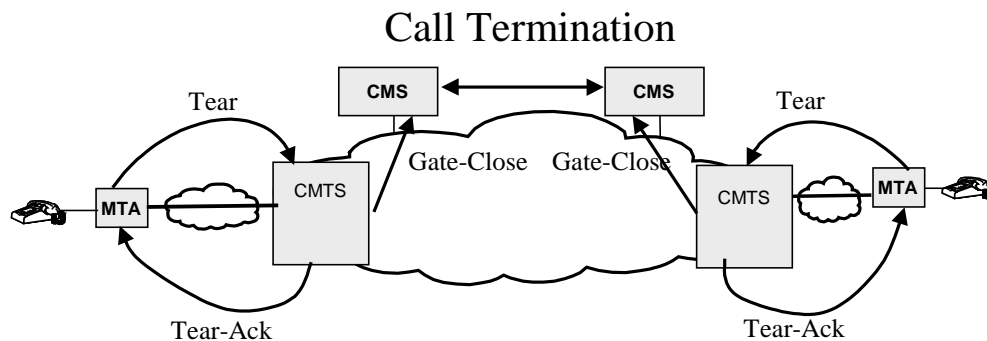 Call Termination
CMS
CMS
Tear
Tear
Gate-Close
Gate-Close
CMTS
CMTS
MTA
MTA
Tear-Ack
Tear-Ack